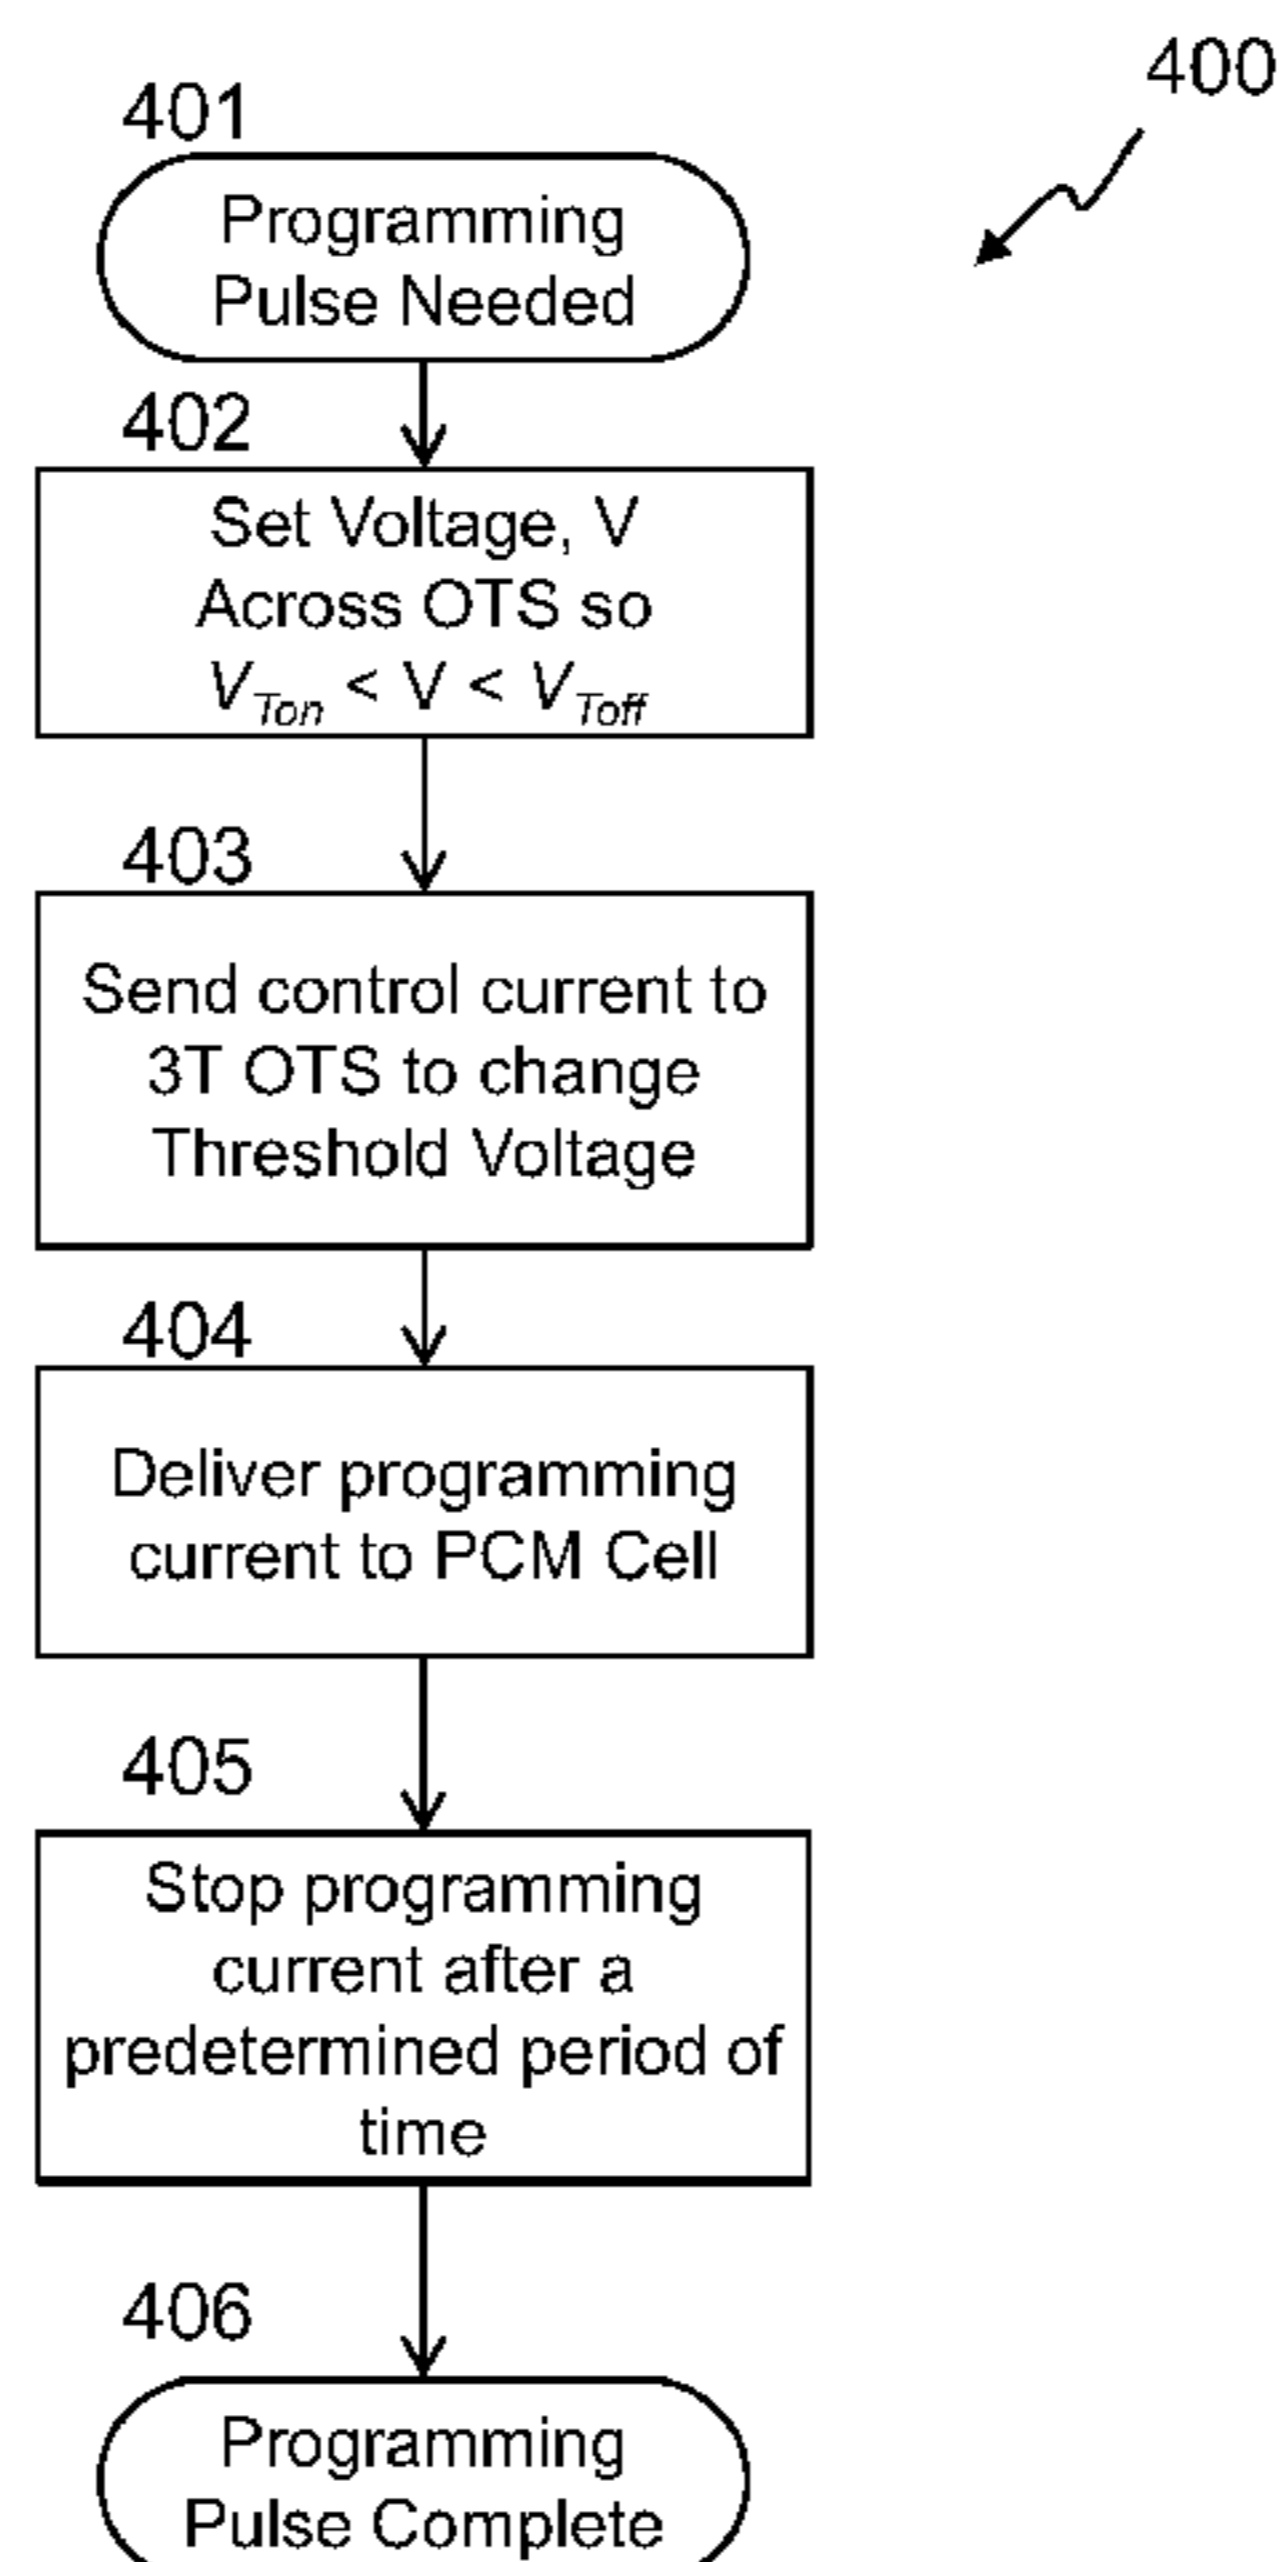 400
401
Programming
Pulse Needed
402
Set Voltage, V
Across OTS so
V_Ton < V < V_Toff
403
Send control current to
3T OTS to change
Threshold Voltage
404
Deliver programming
current to PCM Cell
405
Stop programming
current after a
predetermined period of
time
406
Programming
Pulse Complete